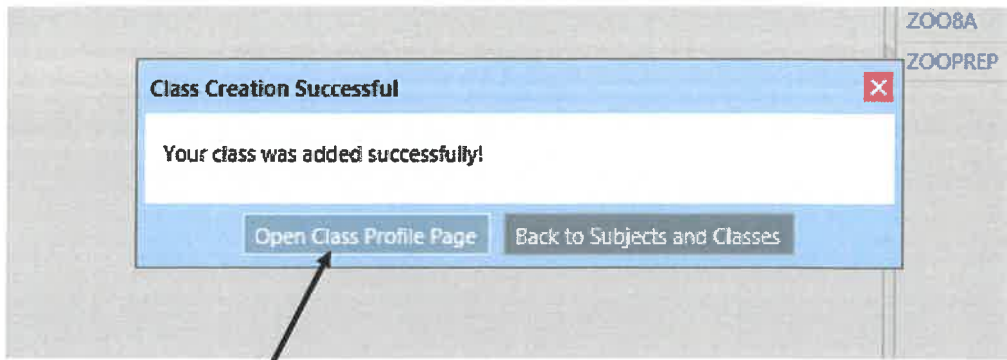 ZOO8A
ZOOPREP
Class Creation Successful
Your class was added successfully!
Open Class Profile Page
Back to Subjects and Classes